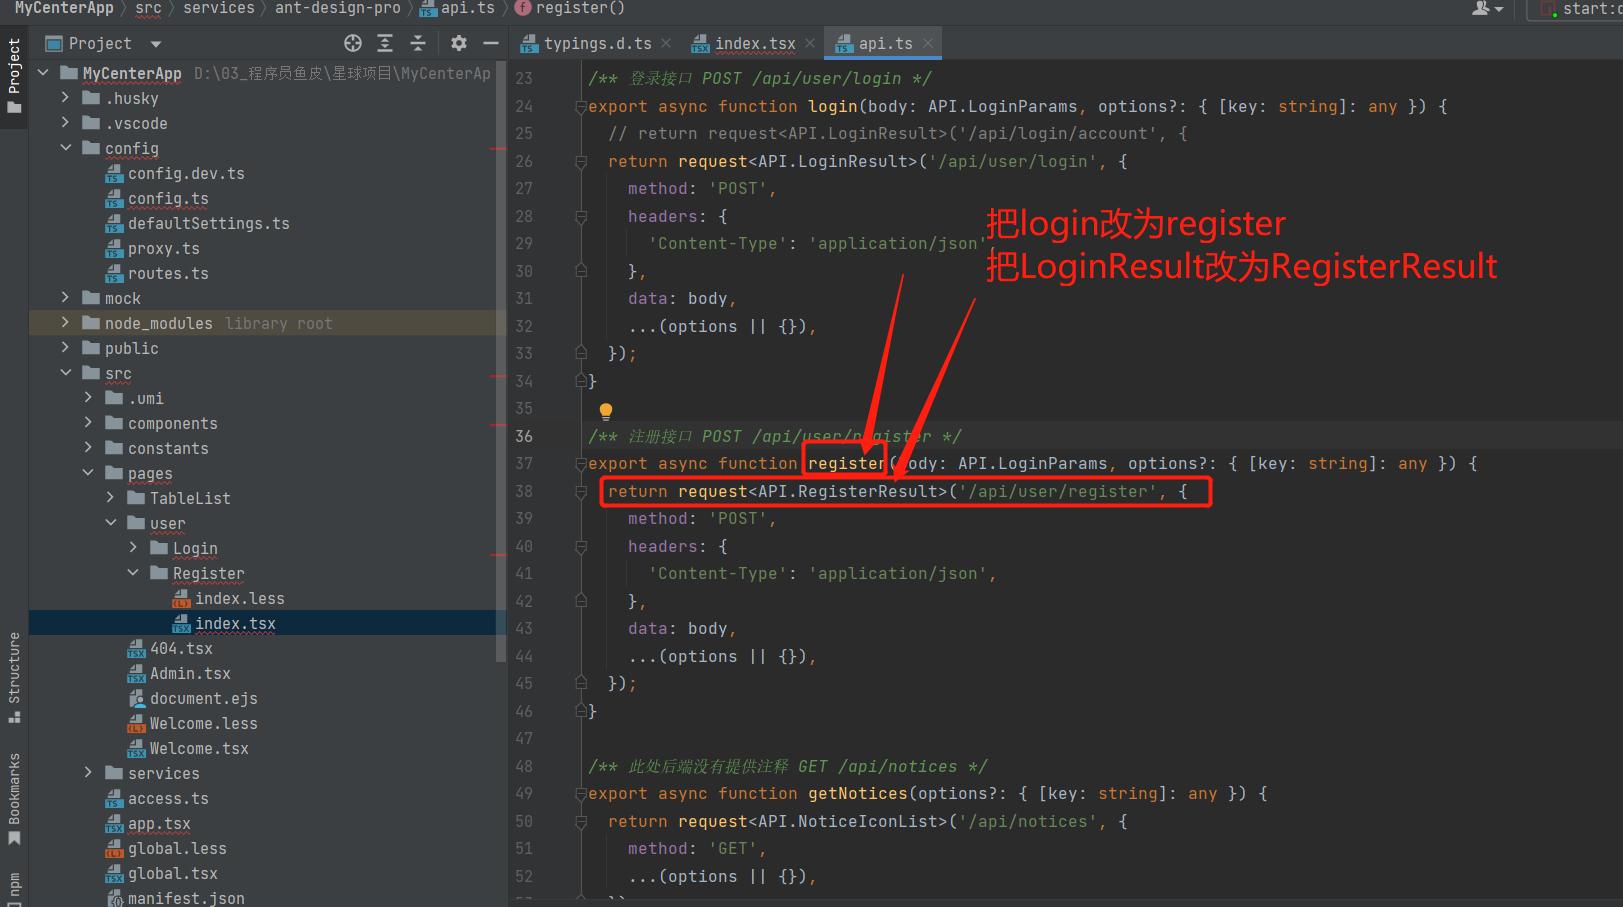 MyCenterApp src services ant-design-pro api.ts register()
start:d
Project
typings.d.ts index.tsx api.ts
Project
Structure
Bookmarks
npm
MyCenterApp D:\03_程序员鱼皮\星球项目\MyCenterAp
.husky
.vscode
config
config.dev.ts
config.ts
defaultSettings.ts
proxy.ts
routes.ts
mock
node_modules library root
public
src
.umi
components
constants
pages
TableList
user
Login
Register
index.less
index.tsx
404.tsx
Admin.tsx
document.ejs
Welcome.less
Welcome.tsx
services
access.ts
app.tsx
global.less
global.tsx
manifest.json
23 /** 登录接口 POST /api/user/login */
24 export async function login(body: API.LoginParams, options?: { [key: string]: any }) {
25 // return request<API.LoginResult>('/api/login/account', {
26 return request<API.LoginResult>('/api/user/login', {
27 method: 'POST',
28 headers: {
29 'Content-Type': 'application/json'
30 },
31 data: body,
32 ...(options || {}),
33 });
34 }
35
36 /** 注册接口 POST /api/user/register */
37 export async function register(body: API.LoginParams, options?: { [key: string]: any }) {
38 return request<API.RegisterResult>('/api/user/register', {
39 method: 'POST',
40 headers: {
41 'Content-Type': 'application/json',
42 },
43 data: body,
44 ...(options || {}),
45 });
46 }
47
48 /** 此处后端没有提供注释 GET /api/notices */
49 export async function getNotices(options?: { [key: string]: any }) {
50 return request<API.NoticeIconList>('/api/notices', {
51 method: 'GET',
52 ...(options || {}),
把login改为register
把LoginResult改为RegisterResult